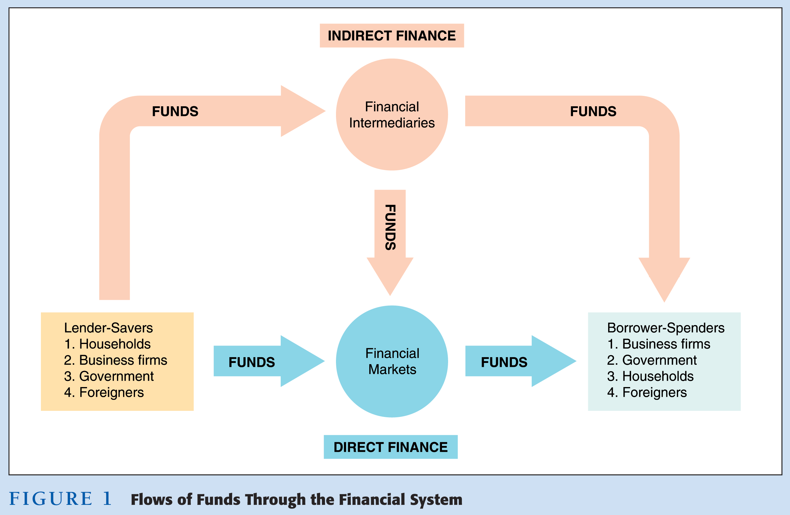 INDIRECT FINANCE
FUNDS
Financial
Intermediaries
FUNDS
FUNDS
Lender-Savers
1. Households
2. Business firms
3. Government
4. Foreigners
FUNDS
Financial
Markets
FUNDS
Borrower-Spenders
1. Business firms
2. Government
3. Households
4. Foreigners
DIRECT FINANCE
FIGURE 1 Flows of Funds Through the Financial System